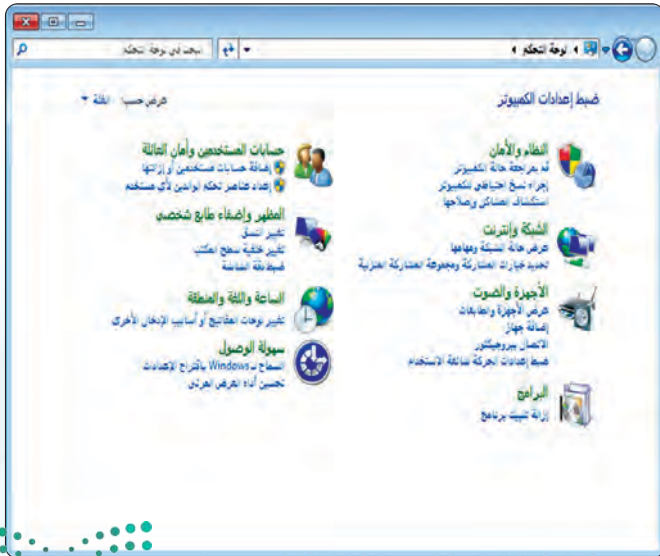 لوحة التحكم
البحث في لوحة التحكم
ضبط إعدادات الكمبيوتر
عرض حسب: الفئة
النظام والأمان
قم بمراجعة حالة الكمبيوتر
إجراء نسخ احتياطي للكمبيوتر
استكشاف المشاكل وإصلاحها
الشبكة وإنترنت
عرض حالة الشبكة ومهامها
تحديد خيارات المشاركة ومجموعة المشاركة المنزلية
الأجهزة والصوت
عرض الأجهزة والطابعات
إضافة جهاز
الاتصال ببروجيكتور
ضبط إعدادات الحركة شائعة الاستخدام
البرامج
إزالة تثبيت برنامج
حسابات المستخدمين وأمان العائلة
إضافة حسابات مستخدمين أو إزالتها
إعداد عناصر تحكم الوالدين لأي مستخدم
المظهر وإضفاء طابع شخصي
تغيير النسق
تغيير خلفية سطح المكتب
ضبط دقة الشاشة
الساعة واللغة والمنطقة
تغيير لوحات المفاتيح أو أساليب الإدخال الأخرى
سهولة الوصول
السماح لـ Windows باقتراح الإعدادات
تحسين أداء العرض المرئي